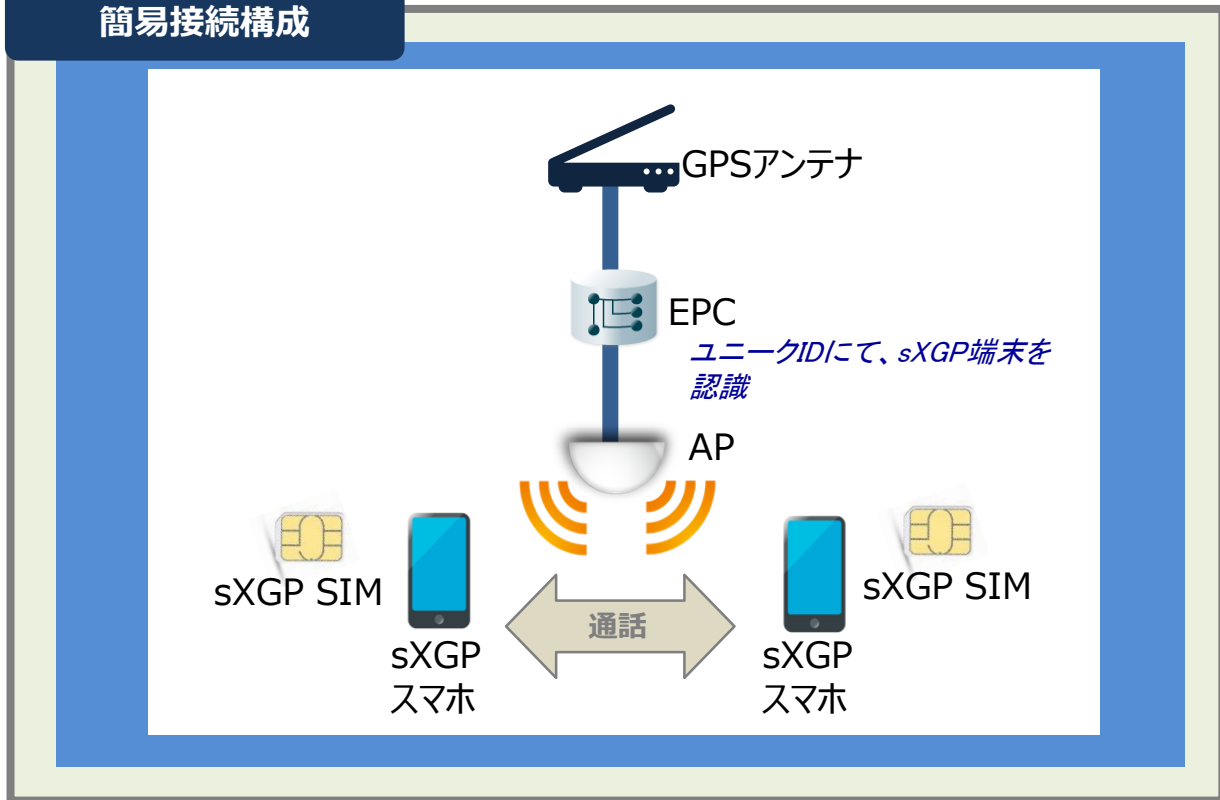 簡易接続構成
GPSアンテナ
EPC
ユニークIDにて、sXGP端末を
認識
AP
sXGP SIM
sXGP SIM
通話
sXGP
スマホ
sXGP
スマホ